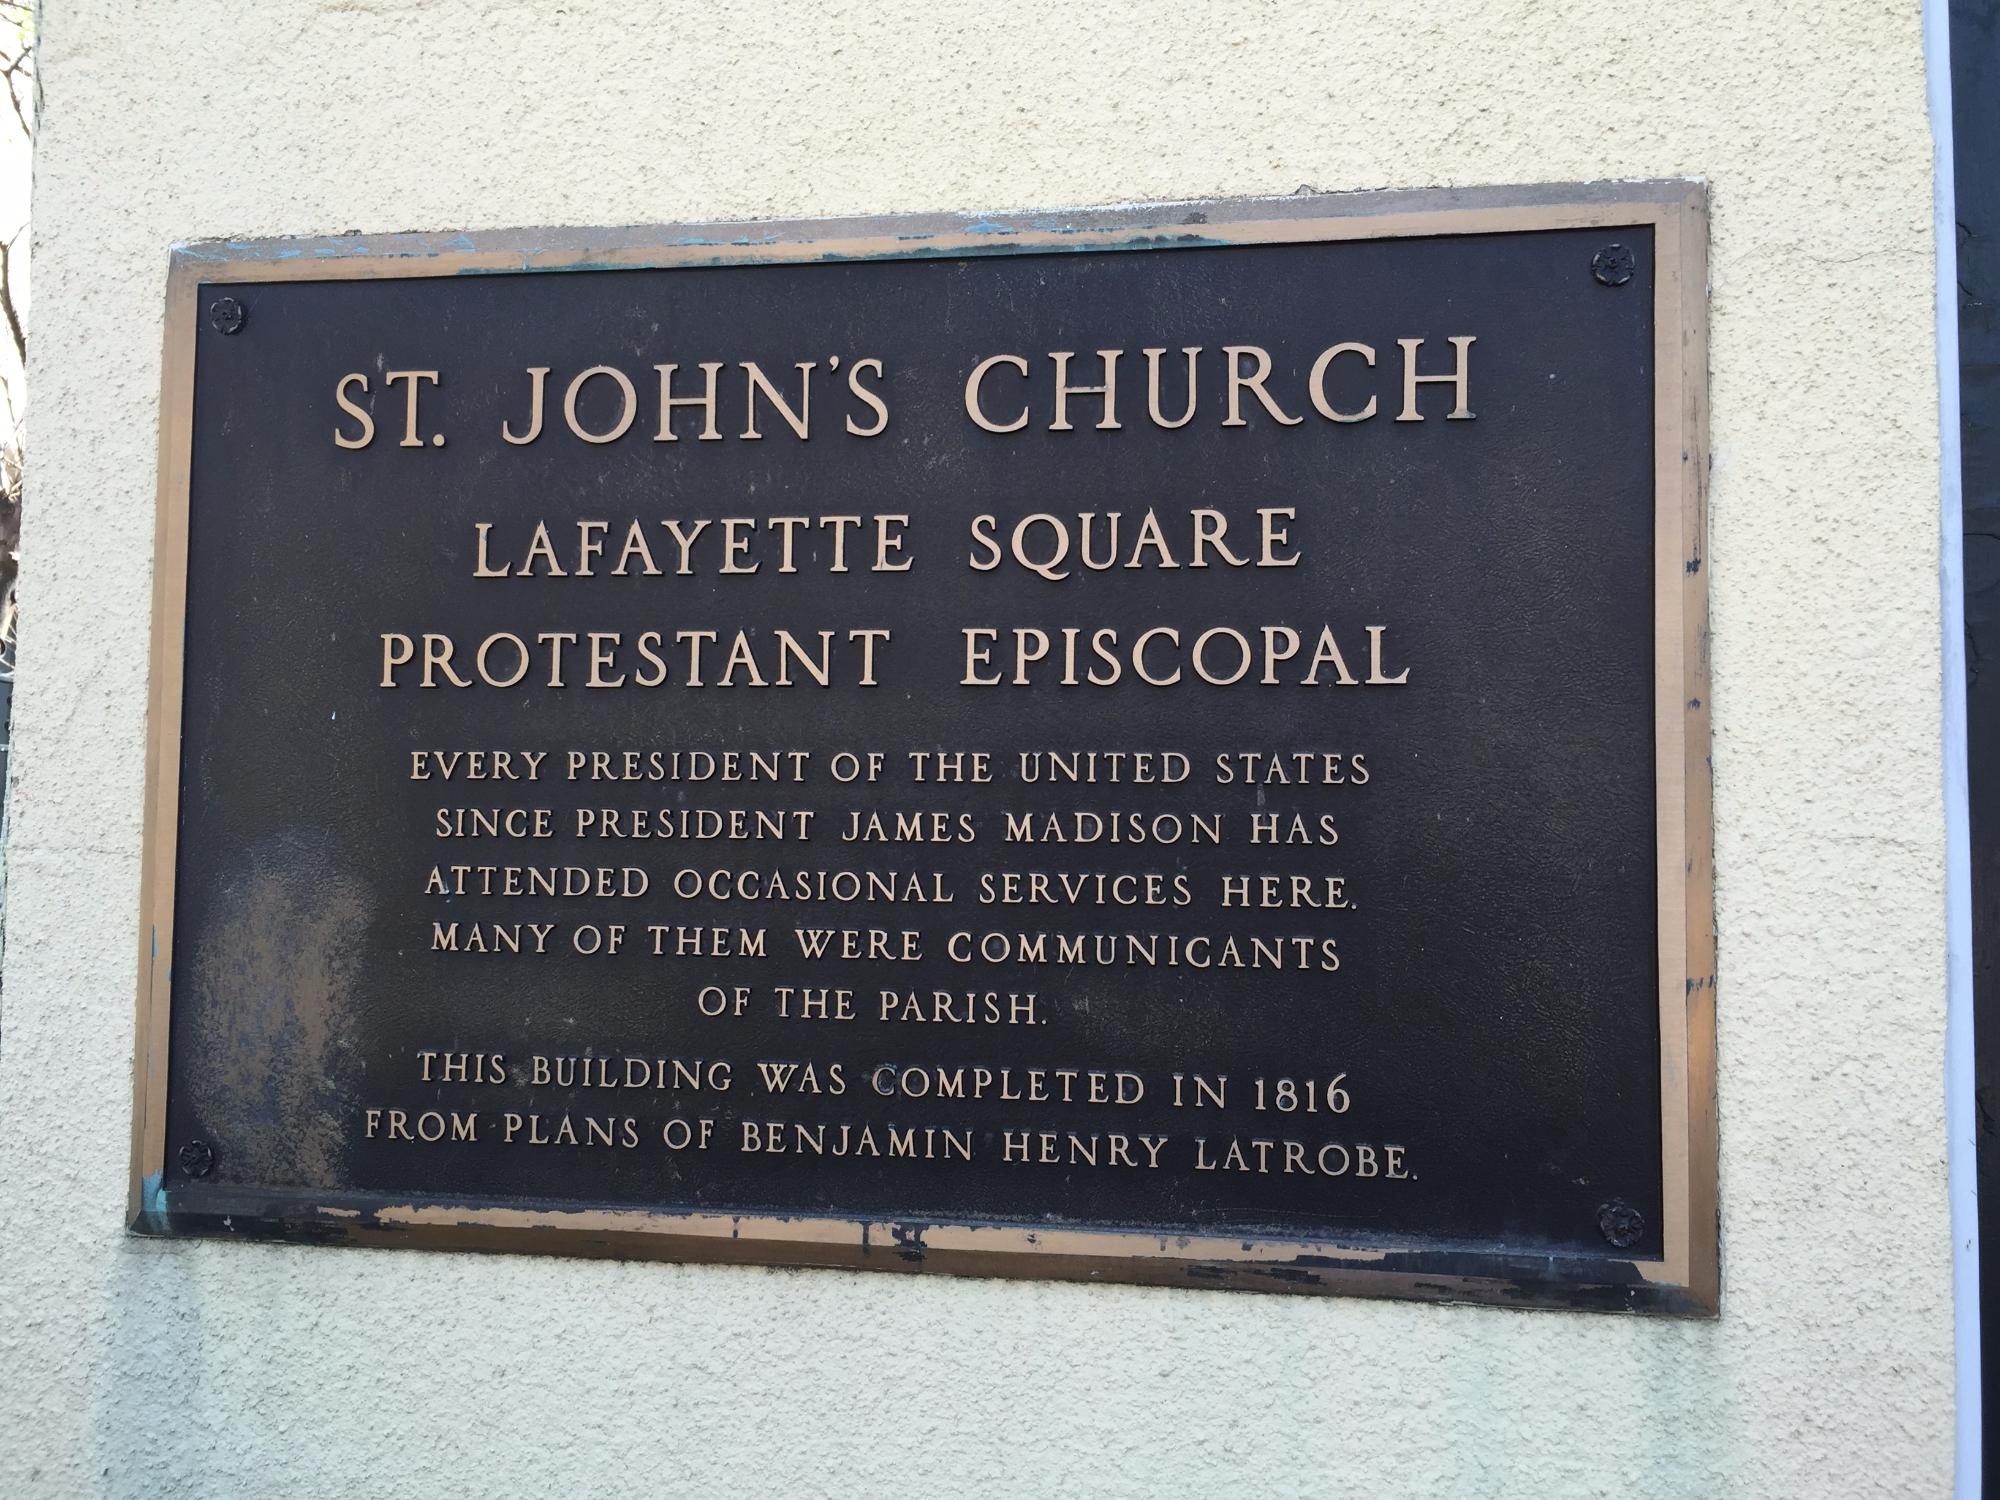 ST. JOHN'S CHURCH
LAFAYETTE SQUARE
PROTESTANT EPISCOPAL
EVERY PRESIDENT OF THE UNITED STATES
SINCE PRESIDENT JAMES MADISON HAS
ATTENDED OCCASIONAL SERVICES HERE.
MANY OF THEM WERE COMMUNICANTS
OF THE PARISH.
THIS BUILDING WAS COMPLETED IN 1816
FROM PLANS OF BENJAMIN HENRY LATROBE.